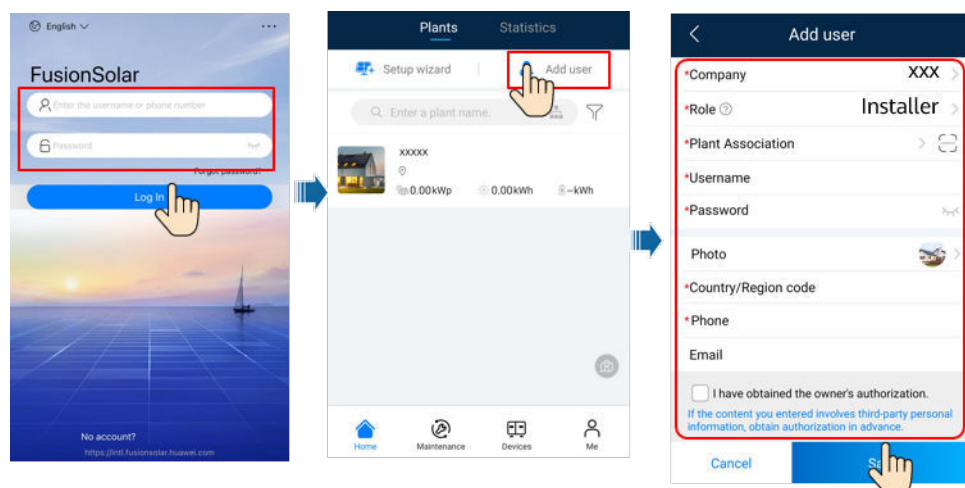 English
...
FusionSolar
Enter the username or phone number
Password
Forgot password?
Log In
No account?
https://intl.fusionsolar.huawei.com
Plants Statistics
Setup wizard Add user
Enter a plant name.
xxxxx
0.00kWp 0.00kWh --kWh
Home Maintenance Devices Me
Add user
*Company XXX
*Role Installer
*Plant Association
*Username
*Password
Photo
*Country/Region code
*Phone
Email
I have obtained the owner's authorization.
If the content you entered involves third-party personal
information, obtain authorization in advance.
Cancel